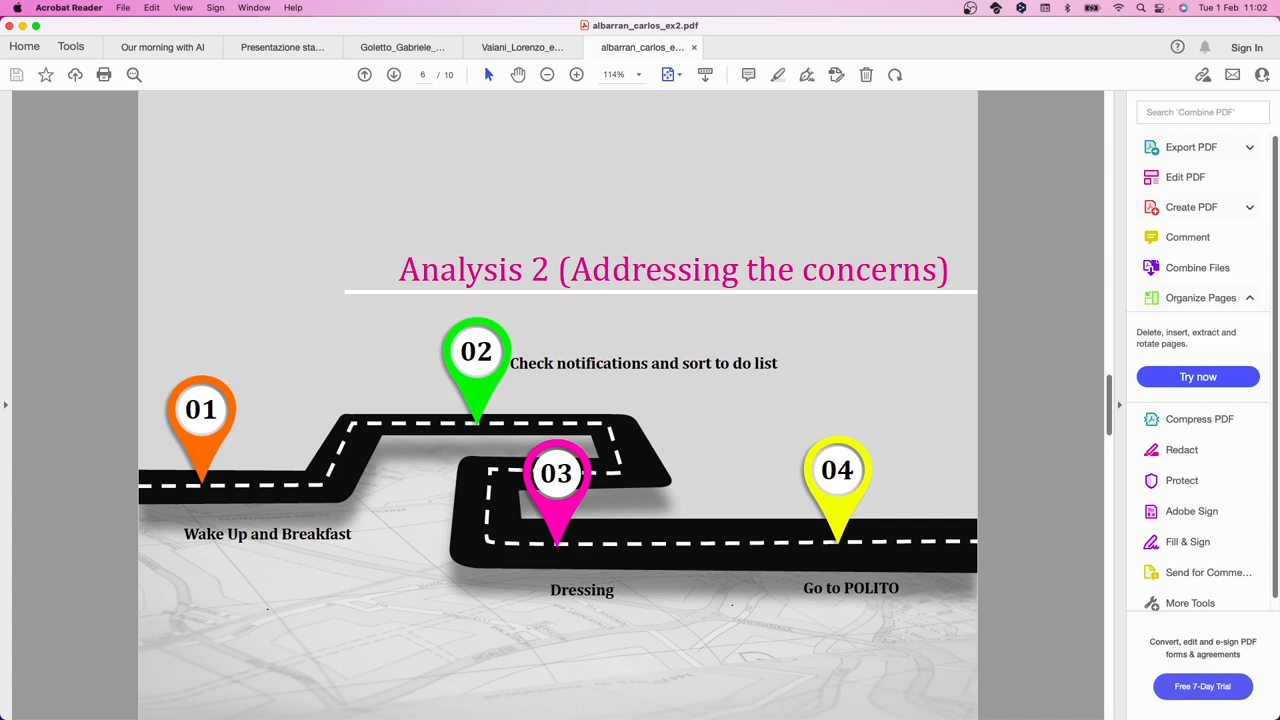 Acrobat Reader File Edit View Sign Window Help Tue 1 Feb 11:02
albarran_carlos_ex2.pdf
Home Tools Our morning with AI Presentazione sta... Goletto_Gabriele_... Vaiani_Lorenzo_e... albarran_carlos_e... × Sign In
6 / 10 114%
Search 'Combine PDF'
Export PDF
Edit PDF
Create PDF
Comment
Combine Files
Organize Pages
Delete, insert, extract and
rotate pages.
Try now
Compress PDF
Redact
Protect
Adobe Sign
Fill & Sign
Send for Comme...
More Tools
Convert, edit and e-sign PDF
forms & agreements
Free 7-Day Trial
Analysis 2 (Addressing the concerns)
02
Check notifications and sort to do list
01
03
04
Wake Up and Breakfast
Dressing
Go to POLITO